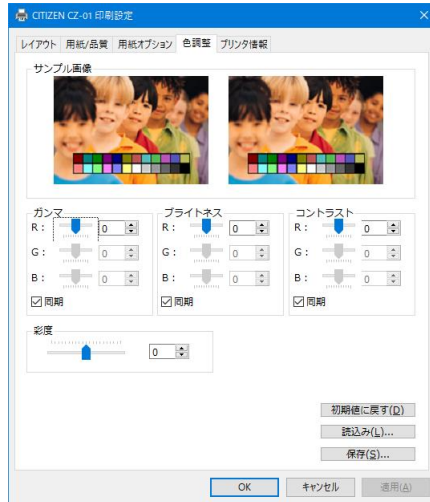 CITIZEN CZ-01 印刷設定
レイアウト 用紙/品質 用紙オプション 色調整 プリンタ情報
サンプル画像
ガンマ ブライトネス コントラスト
R: 0 R: 0 R: 0
G: 0 G: 0 G: 0
B: 0 B: 0 B: 0
同期 同期 同期
彩度
0
初期値に戻す(D)
読込み(L)...
保存(S)...
OK キャンセル 適用(A)